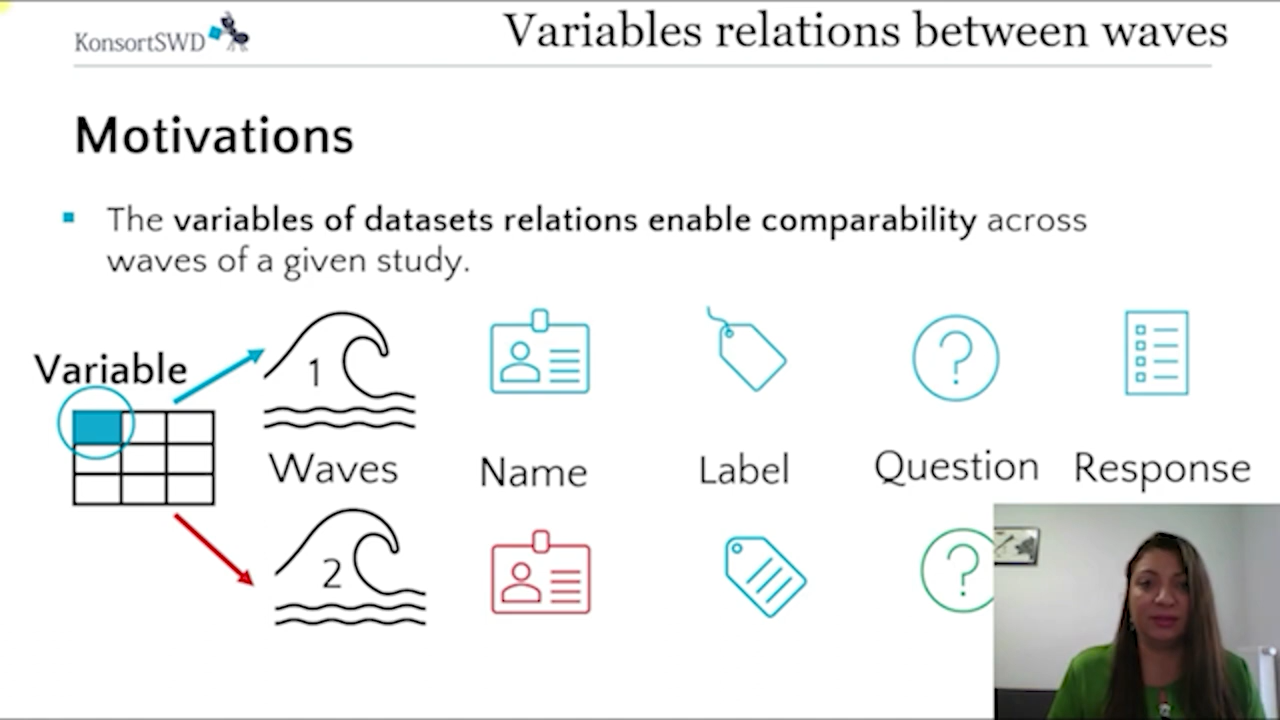 KonsortSWD
Variables relations between waves
Motivations
The variables of datasets relations enable comparability across
waves of a given study.
Variable
1
Waves
Name
Label
Question
Response
2